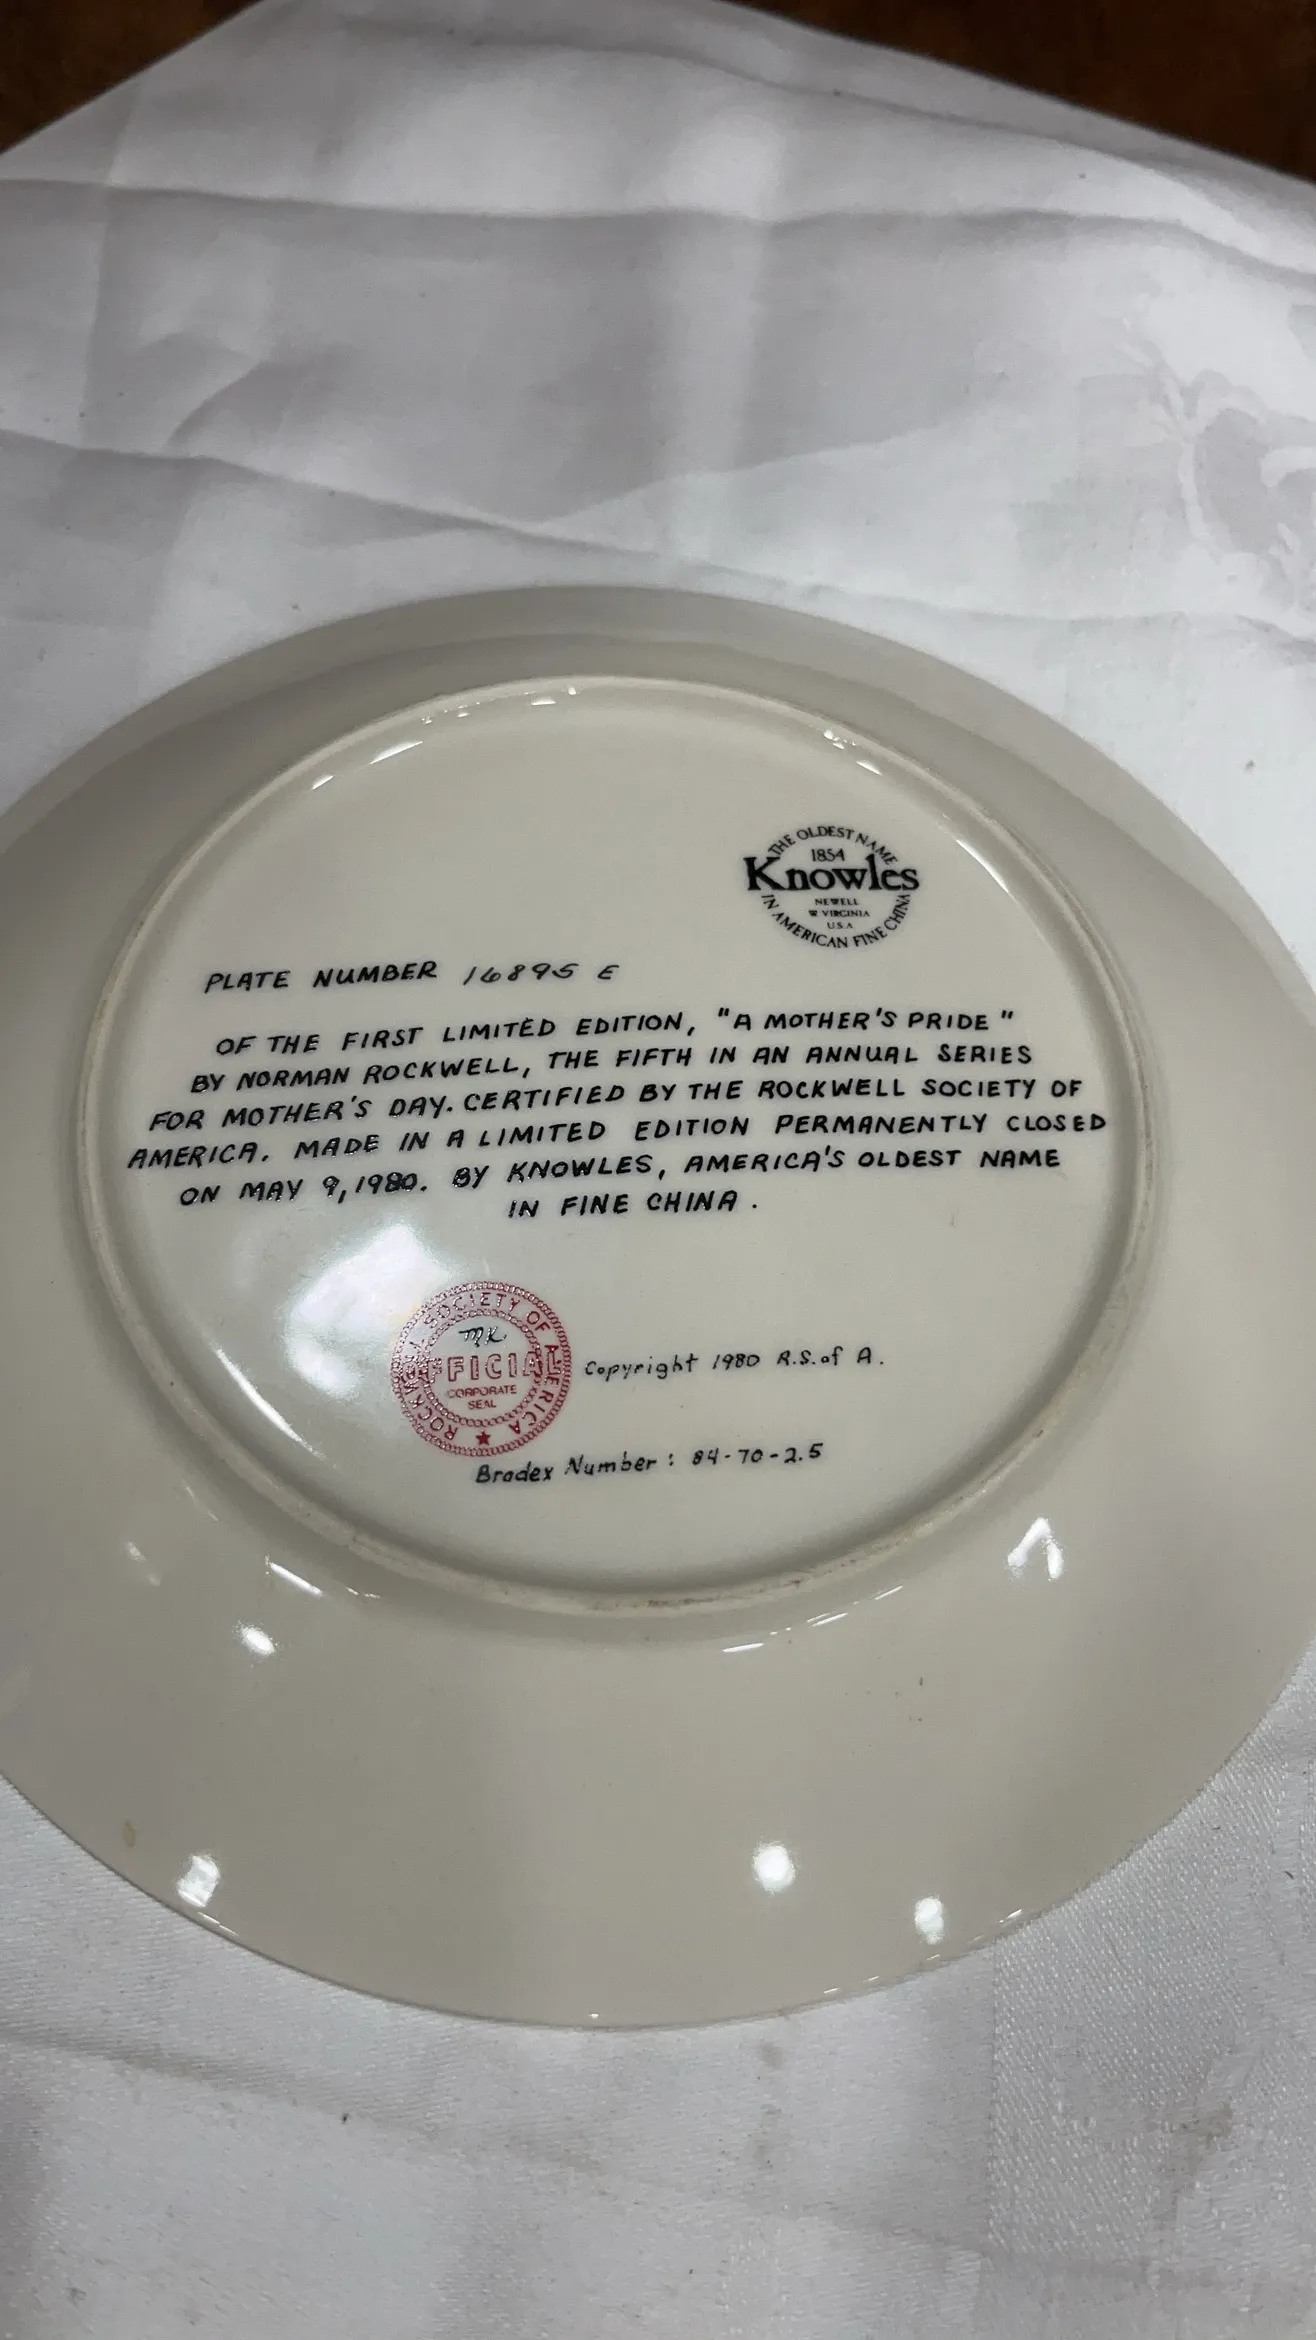 THE OLDEST NAME
1854
Knowles
NEWELL
W VIRGINIA
U.S.A
IN AMERICAN FINE CHINA
PLATE NUMBER 16895 E
OF THE FIRST LIMITED EDITION, "A MOTHER'S PRIDE"
BY NORMAN ROCKWELL, THE FIFTH IN AN ANNUAL SERIES
FOR MOTHER'S DAY. CERTIFIED BY THE ROCKWELL SOCIETY OF
AMERICA. MADE IN A LIMITED EDITION PERMANENTLY CLOSED
ON MAY 9, 1980. BY KNOWLES, AMERICA'S OLDEST NAME
IN FINE CHINA.
ROCKWELL SOCIETY OF AMERICA
MK
OFFICIAL
CORPORATE
SEAL
Copyright 1980 R.S. of A.
Bradex Number: 84-70-2.5